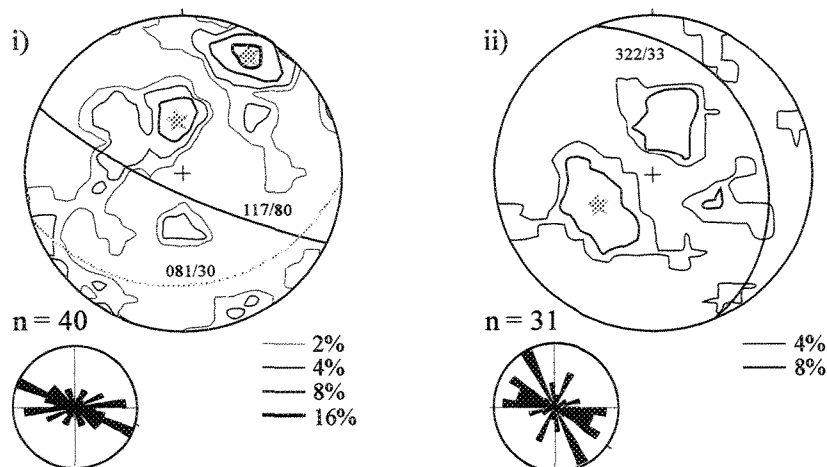 i)
117/80
081/30
n = 40
2%
4%
8%
16%
ii)
322/33
n = 31
4%
8%